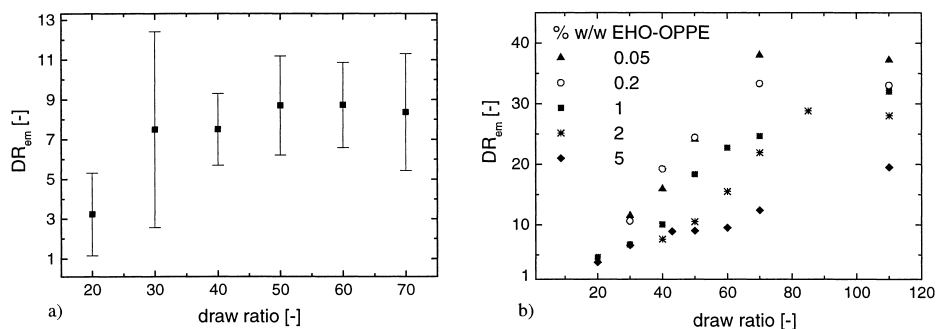 13
11
9
7
5
3
1
DR_em [-]
20 30 40 50 60 70
draw ratio [-]
a)
% w/w EHO-OPPE
0.05
0.2
1
2
5
40
30
20
10
1
DR_em [-]
20 40 60 80 100 120
draw ratio [-]
b)